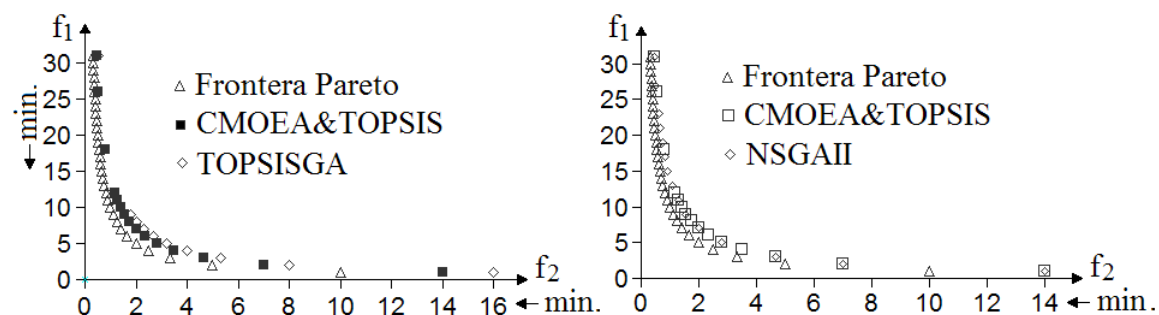 f1
30
25
20
15
10
5
0
min.
Frontera Pareto
CMOEA&TOPSIS
TOPSISGA
0 2 4 6 8 10 12 14 16
f2
min.
f1
30
25
20
15
10
5
0
Frontera Pareto
CMOEA&TOPSIS
NSGAII
0 2 4 6 8 10 12 14
f2
min.